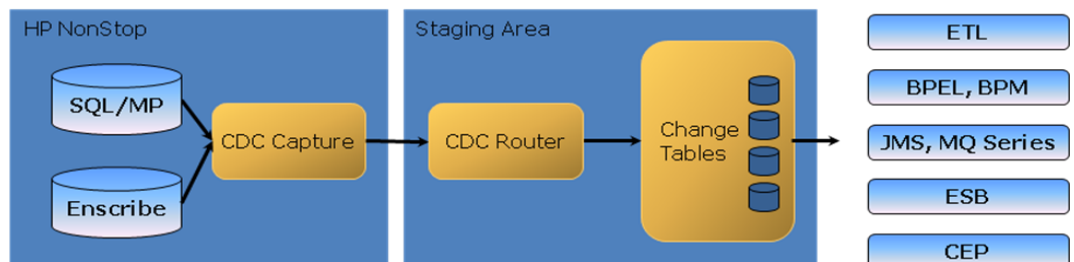 HP NonStop
SQL/MP
Enscribe
CDC Capture
Staging Area
CDC Router
Change
Tables
ETL
BPEL, BPM
JMS, MQ Series
ESB
CEP